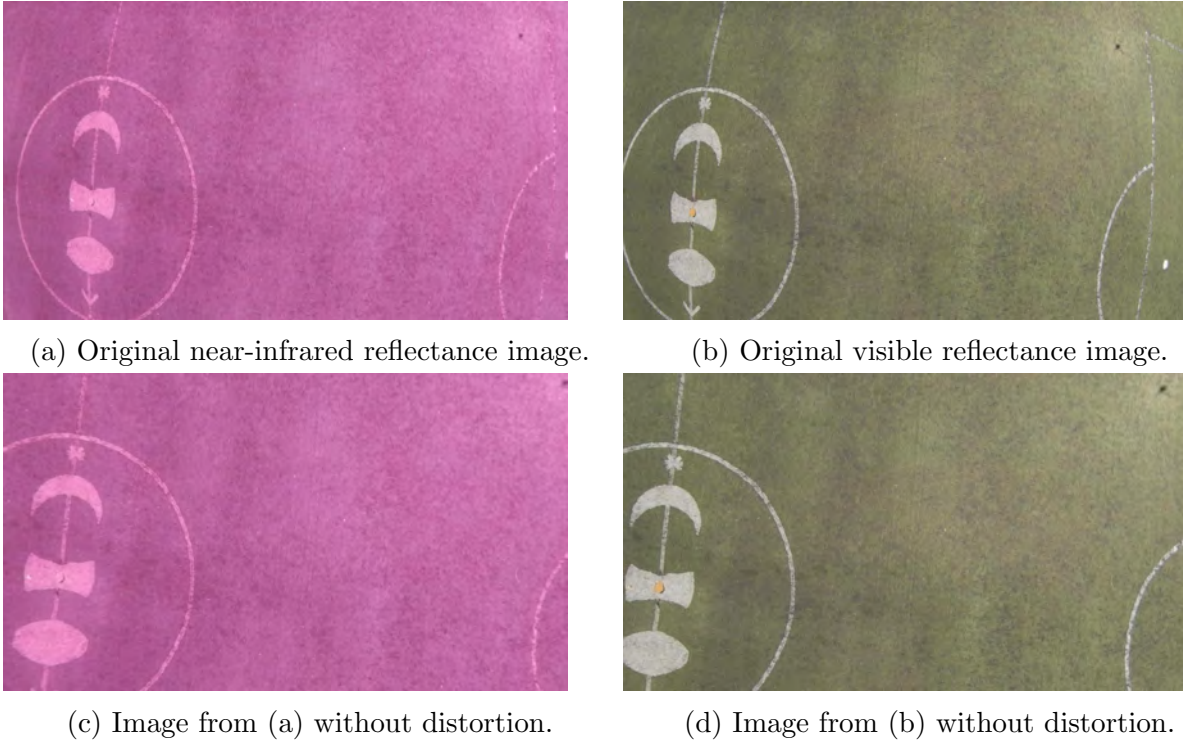 (a) Original near-infrared reflectance image.
(b) Original visible reflectance image.
(c) Image from (a) without distortion.
(d) Image from (b) without distortion.